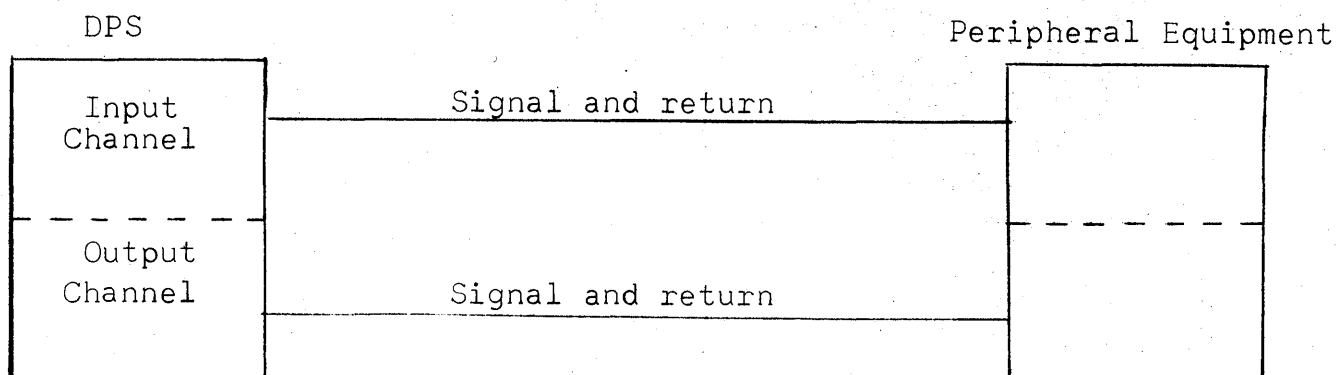 DPS
Peripheral Equipment
Input
Channel
Signal and return
Output
Channel
Signal and return